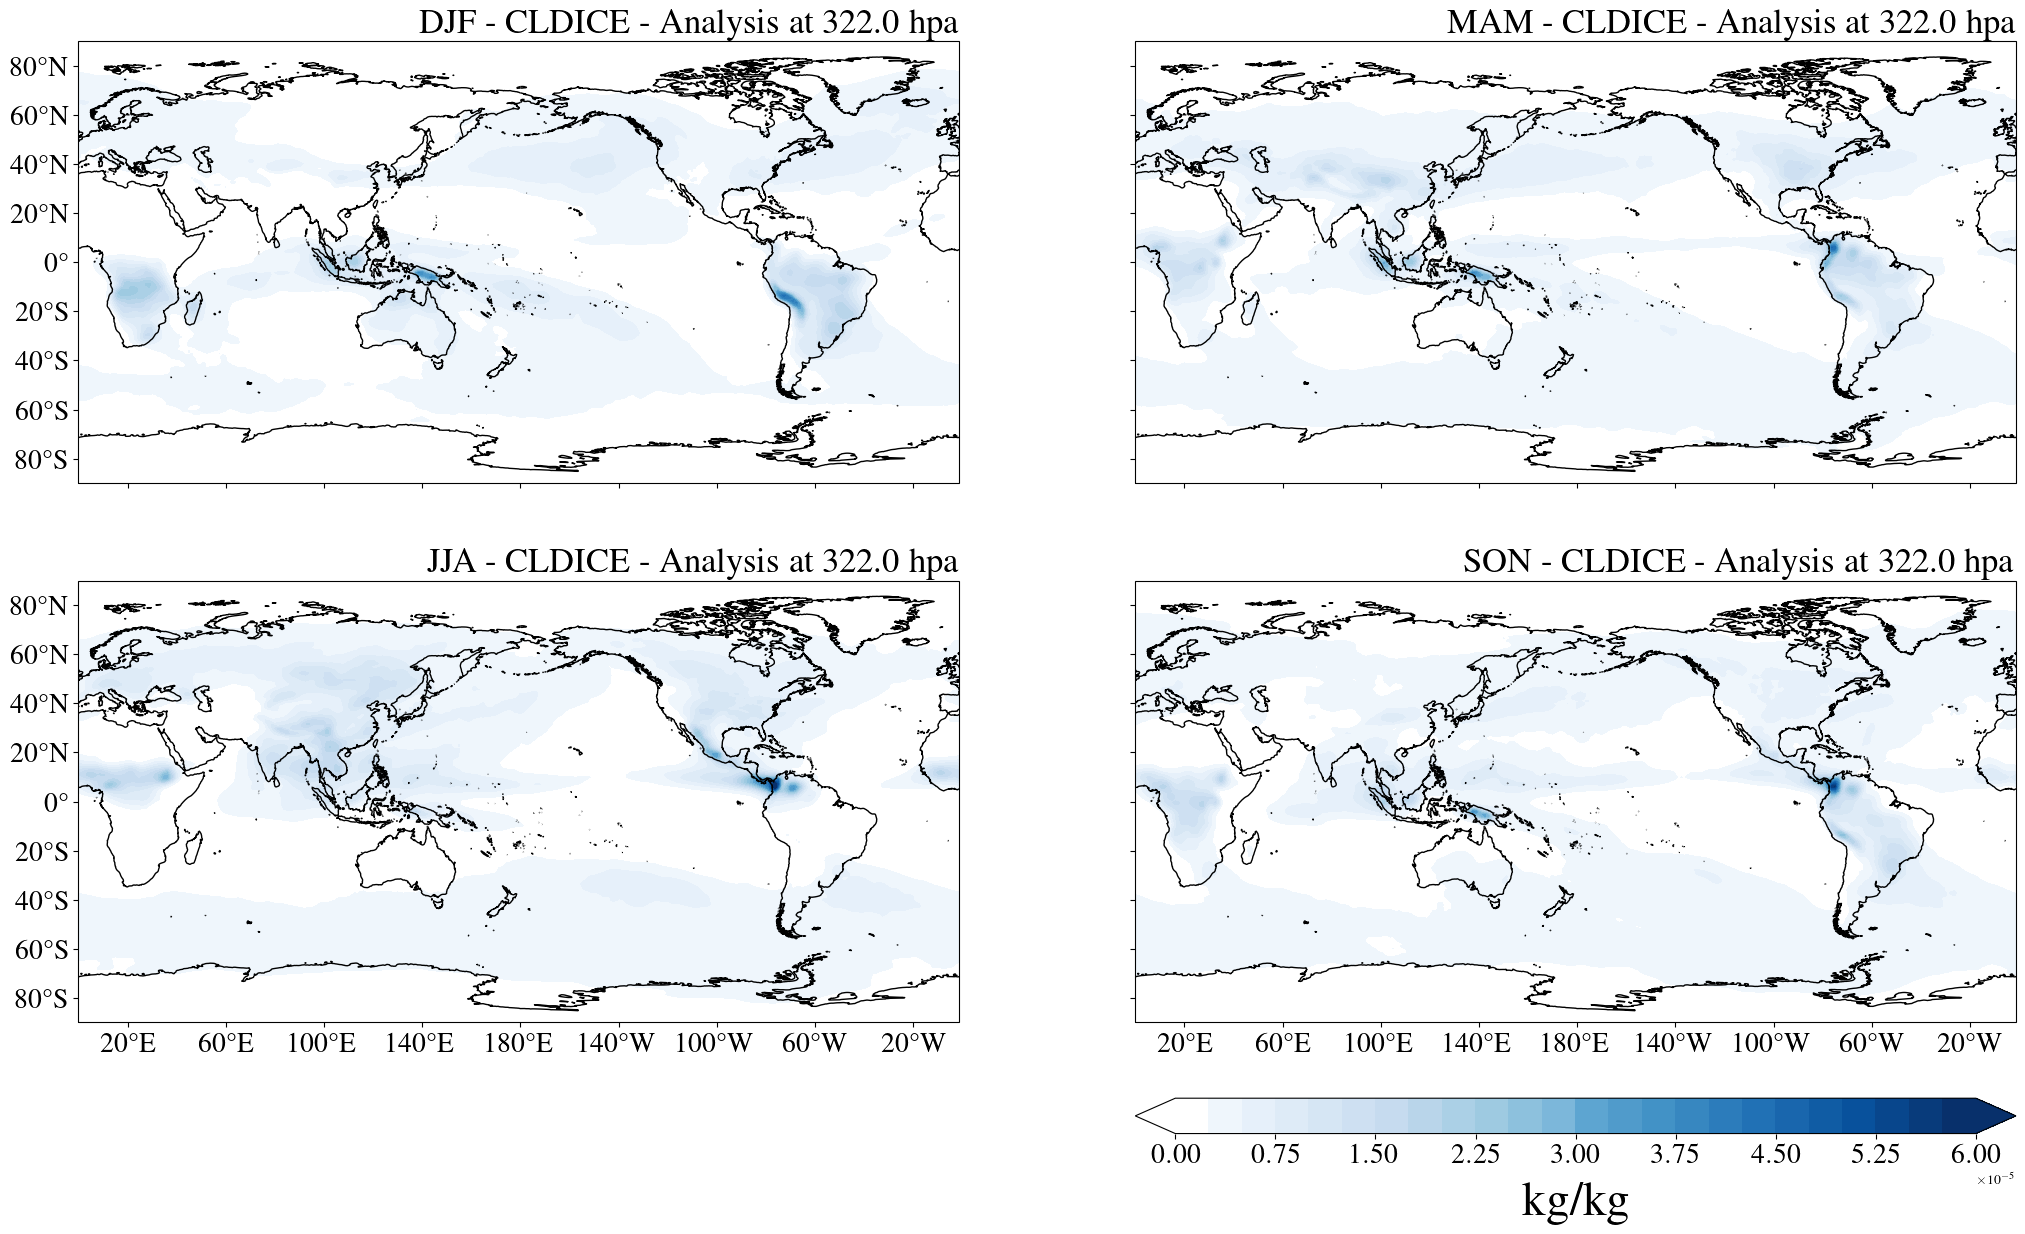 DJF - CLDICE - Analysis at 322.0 hpa
80°N
60°N
40°N
20°N
0°
20°S
40°S
60°S
80°S
MAM - CLDICE - Analysis at 322.0 hpa
JJA - CLDICE - Analysis at 322.0 hpa
80°N
60°N
40°N
20°N
0°
20°S
40°S
60°S
80°S
20°E 60°E 100°E 140°E 180°E 140°W 100°W 60°W 20°W
SON - CLDICE - Analysis at 322.0 hpa
20°E 60°E 100°E 140°E 180°E 140°W 100°W 60°W 20°W
0.00 0.75 1.50 2.25 3.00 3.75 4.50 5.25 6.00
×10⁻⁵
kg/kg